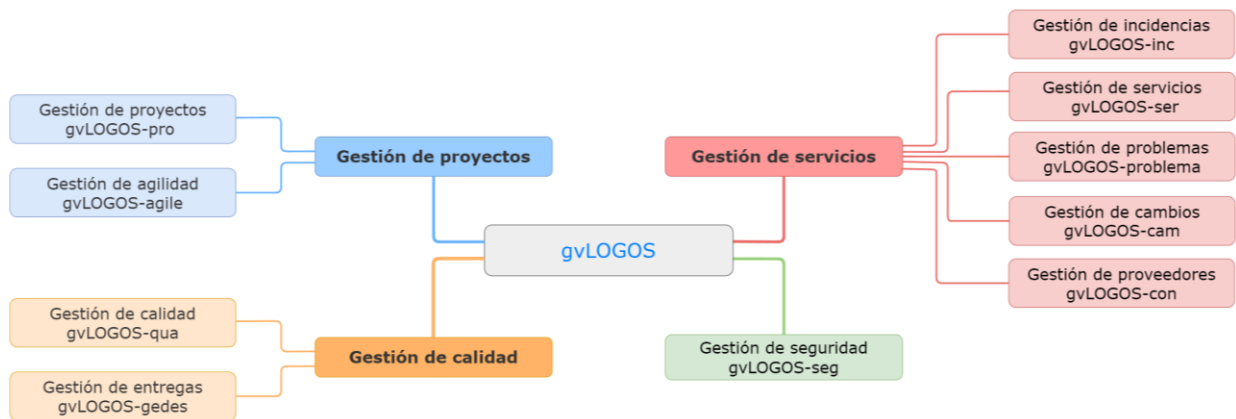 Gestión de proyectos
gvLOGOS-pro
Gestión de agilidad
gvLOGOS-agile
Gestión de proyectos
gvLOGOS
Gestión de calidad
gvLOGOS-qua
Gestión de entregas
gvLOGOS-gedes
Gestión de calidad
Gestión de servicios
Gestión de incidencias
gvLOGOS-inc
Gestión de servicios
gvLOGOS-ser
Gestión de problemas
gvLOGOS-problema
Gestión de cambios
gvLOGOS-cam
Gestión de proveedores
gvLOGOS-con
Gestión de seguridad
gvLOGOS-seg